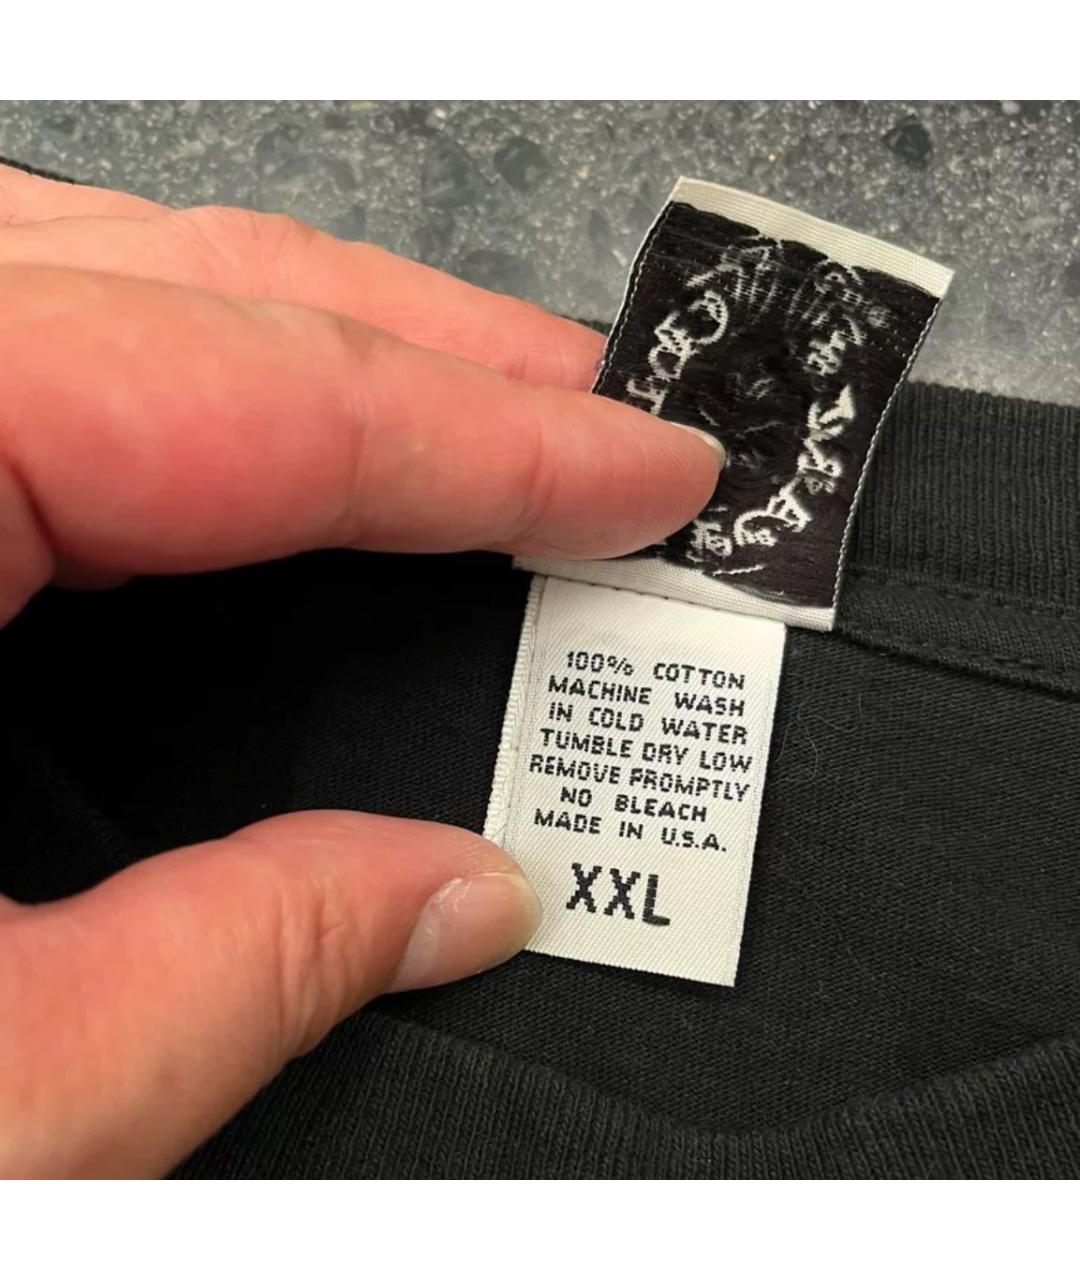 100% COTTON
MACHINE WASH
IN COLD WATER
TUMBLE DRY LOW
REMOVE PROMPTLY
NO BLEACH
MADE IN U.S.A.
XXL